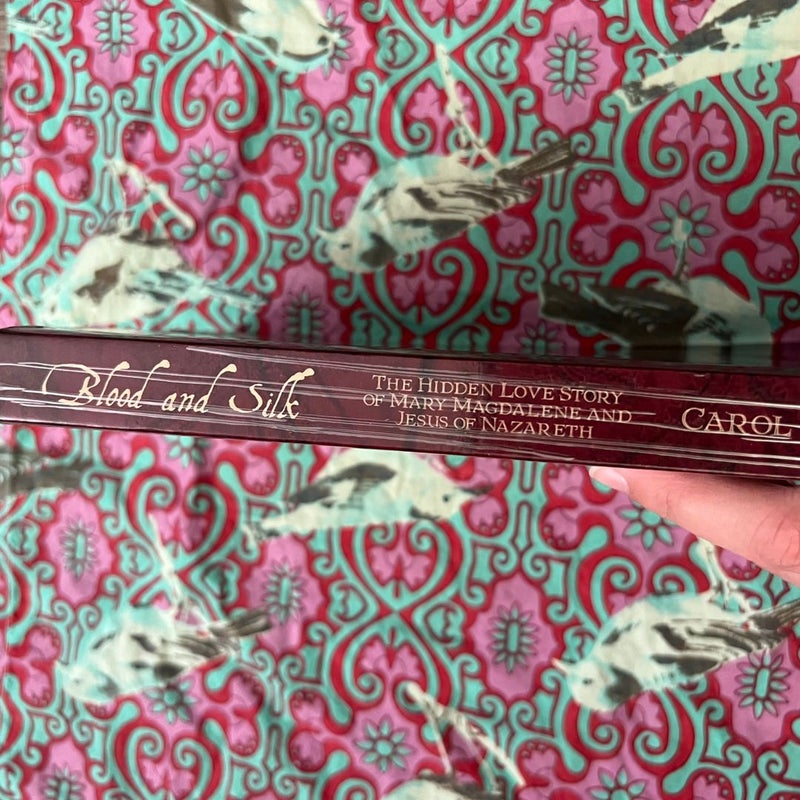 Blood and Silk
THE HIDDEN LOVE STORY
OF MARY MAGDALENE AND
JESUS OF NAZARETH
CAROL